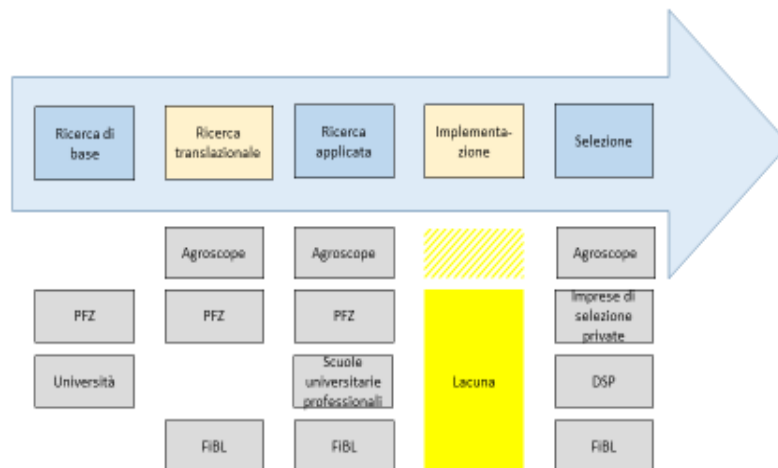 Ricerca di
base
Ricerca
translazionale
Ricerca
applicata
Implementa-
zione
Selezione
Agroscope
Agroscope
Agroscope
PFZ
PFZ
PFZ
Imprese di
selezione
private
Università
Scuole
universitarie
professionali
Lacuna
DSP
FiBL
FiBL
FiBL